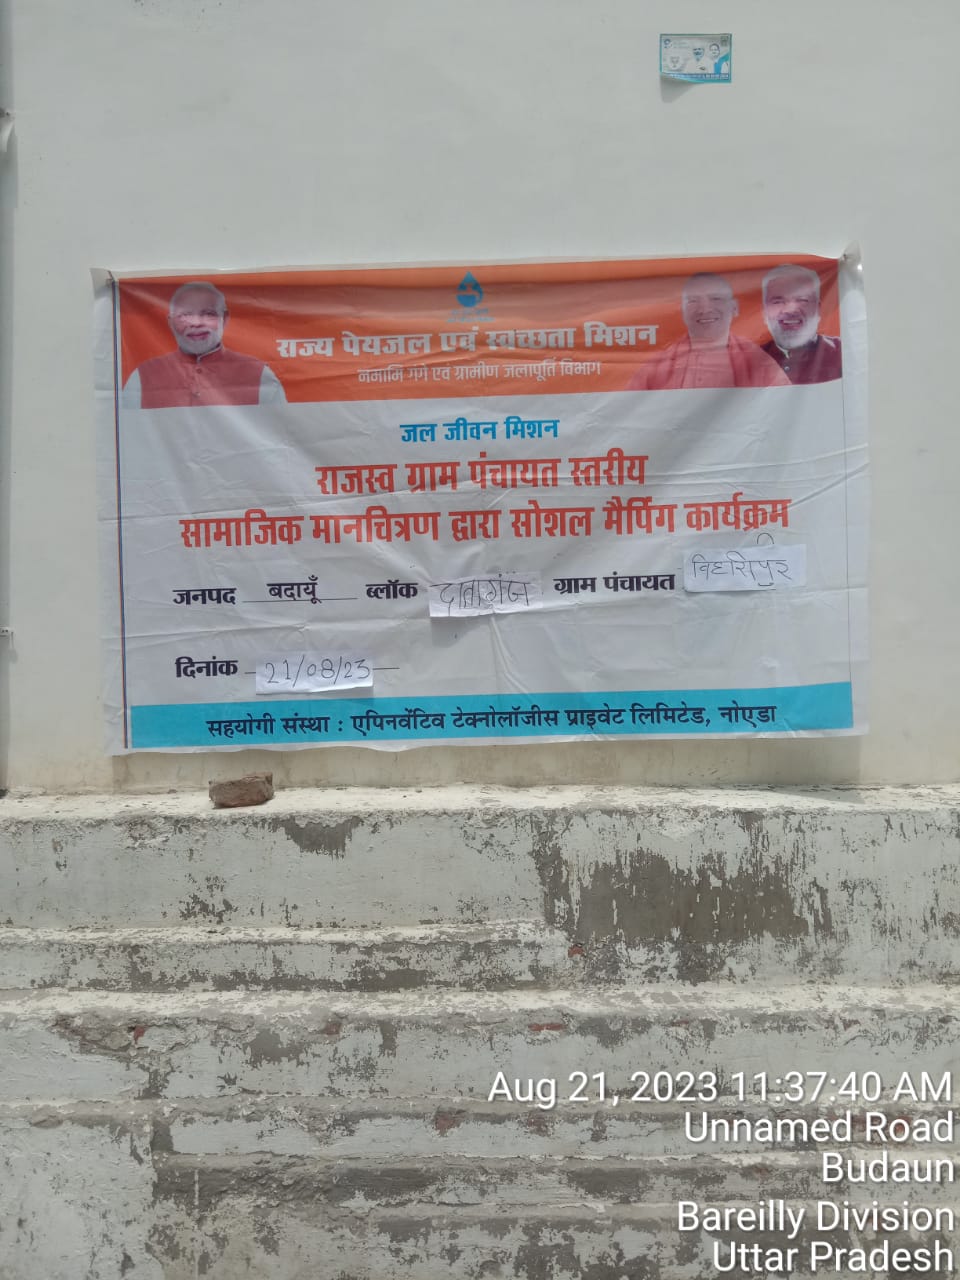 राज्य पेयजल एवं स्वच्छता मिशन
नमामि गंगे एवं ग्रामीण जलापूर्ति विभाग
जल जीवन मिशन
राजस्व ग्राम पंचायत स्तरीय
सामाजिक मानचित्रण द्वारा सोशल मैपिंग कार्यक्रम
जनपद बदायूँ ब्लॉक दातागंज ग्राम पंचायत
दिनांक 21/08/23
सहयोगी संस्था : एपिनवेंटिव टेक्नोलॉजीस प्राइवेट लिमिटेड, नोएडा
Aug 21, 2023 11:37:40 AM
Unnamed Road
Budaun
Bareilly Division
Uttar Pradesh